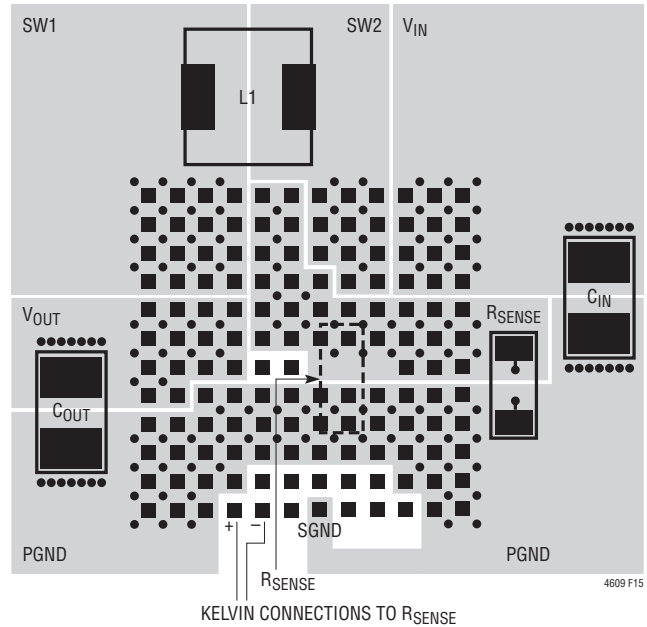 SW1
SW2
VIN
L1
VOUT
RSENSE
CIN
COUT
+ −
SGND
PGND
PGND
RSENSE
4609 F15
KELVIN CONNECTIONS TO RSENSE